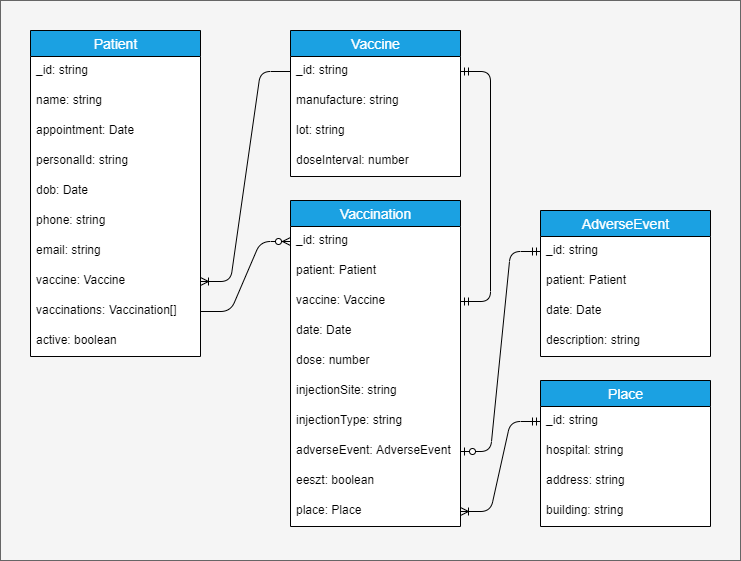 Patient
_id: string
name: string
appointment: Date
personalId: string
dob: Date
phone: string
email: string
vaccine: Vaccine
vaccinations: Vaccination[]
active: boolean
Vaccine
_id: string
manufacture: string
lot: string
doseInterval: number
Vaccination
_id: string
patient: Patient
vaccine: Vaccine
date: Date
dose: number
injectionSite: string
injectionType: string
adverseEvent: AdverseEvent
eeszt: boolean
place: Place
AdverseEvent
_id: string
patient: Patient
date: Date
description: string
Place
_id: string
hospital: string
address: string
building: string